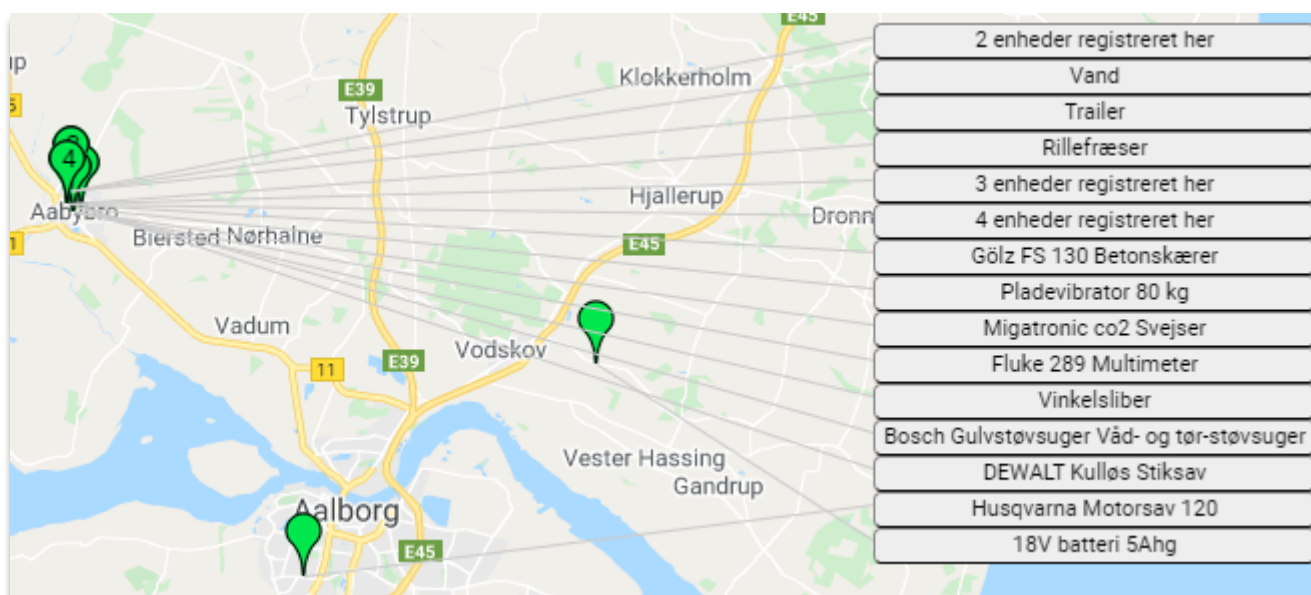 E45
2 enheder registreret her
Klokkerholm
Vand
E39
Tylstrup
Trailer
Rillefræser
4
3 enheder registreret her
Hjallerup
Aabybro
Dronn
4 enheder registreret her
Biersted
Nørhalne
E45
1
Gölz FS 130 Betonskærer
Pladevibrator 80 kg
Vadum
Migatronic co2 Svejser
Vodskov
E39
11
Fluke 289 Multimeter
Vinkelsliber
Bosch Gulvstøvsuger Våd- og tør-støvsuger
Vester Hassing
DEWALT Kulløs Stiksav
Gandrup
Aalborg
Husqvarna Motorsav 120
E45
18V batteri 5Ahg